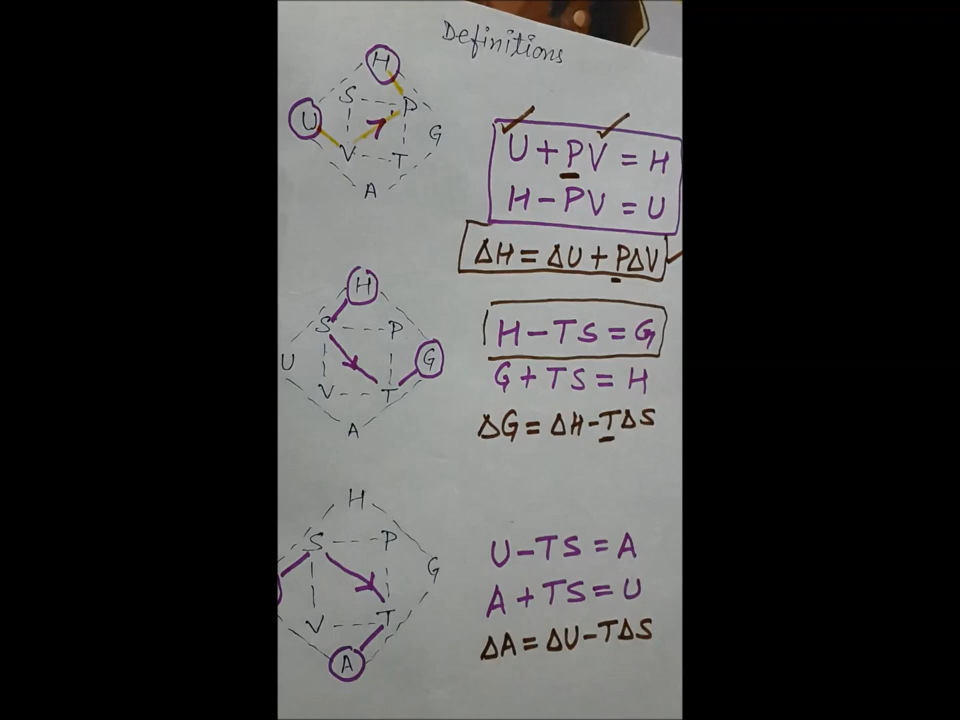 Definitions
H
S P
U G
V T
A
U + PV = H
H - PV = U
ΔH = ΔU + PΔV
H
S P
U G
V T
A
H - TS = G
G + TS = H
ΔG = ΔH - TΔS
H
S P
G
V T
A
U - TS = A
A + TS = U
ΔA = ΔU - TΔS